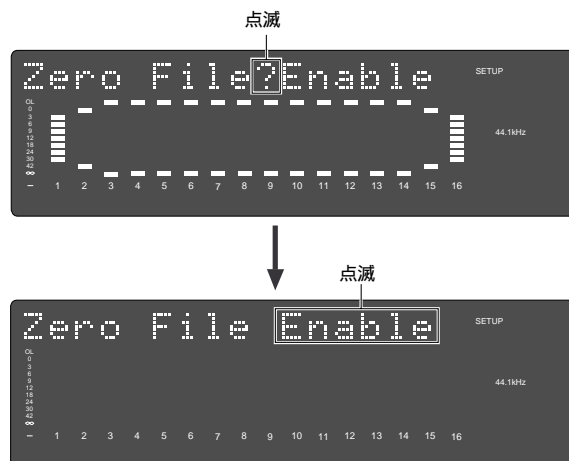 点滅
Zero File?Enable
SETUP
OL
0
3
6
9
12
18
24
30
42
∞
44.1kHz
– 1 2 3 4 5 6 7 8 9 10 11 12 13 14 15 16
点滅
Zero File Enable
SETUP
OL
0
3
6
9
12
18
24
30
42
∞
44.1kHz
– 1 2 3 4 5 6 7 8 9 10 11 12 13 14 15 16